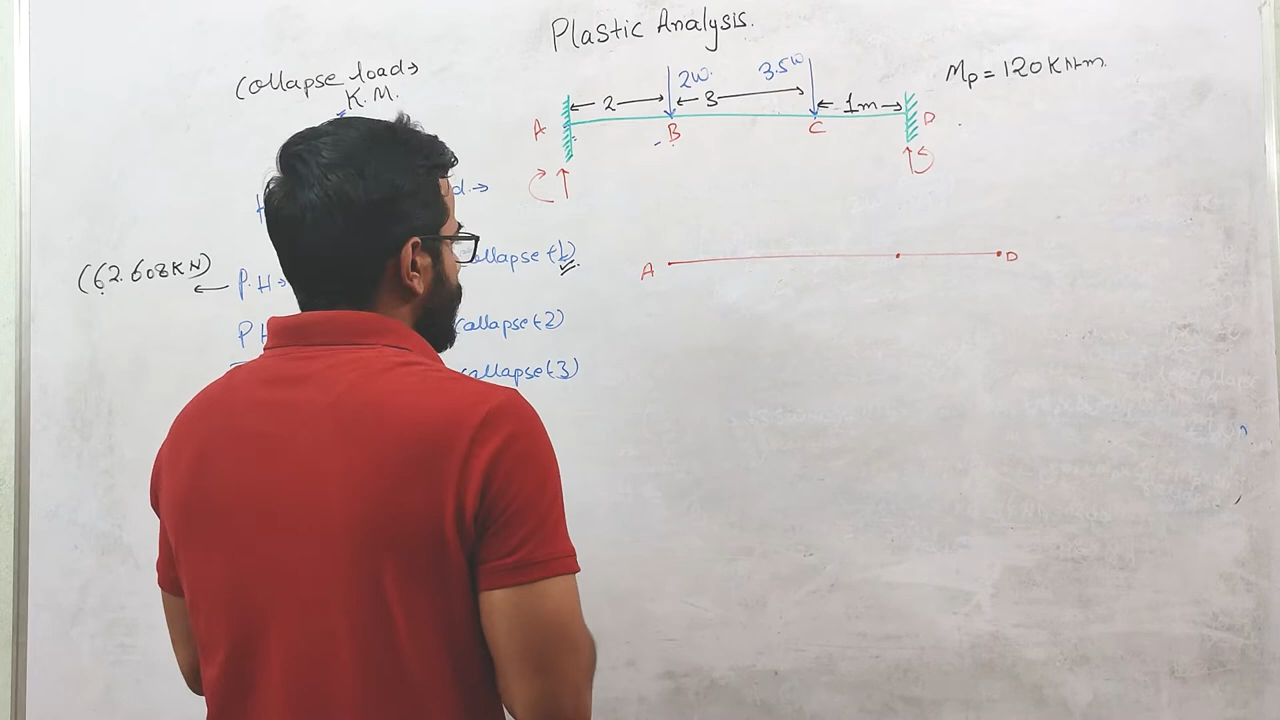 Plastic Analysis.
Collapse load →
K.M.
2 2W. 3 3.5W 1m
Mp = 120 KN-m.
A B C D
d. →
collapse (1)
(62.608KN) ← P.H →
A D
P H collapse (2)
collapse (3)